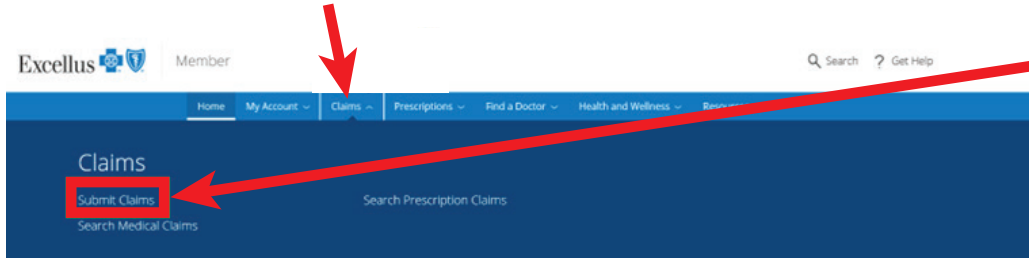 Excellus Member
Search ? Get Help
Home My Account Claims Prescriptions Find a Doctor Health and Wellness
Claims
Submit Claims
Search Prescription Claims
Search Medical Claims